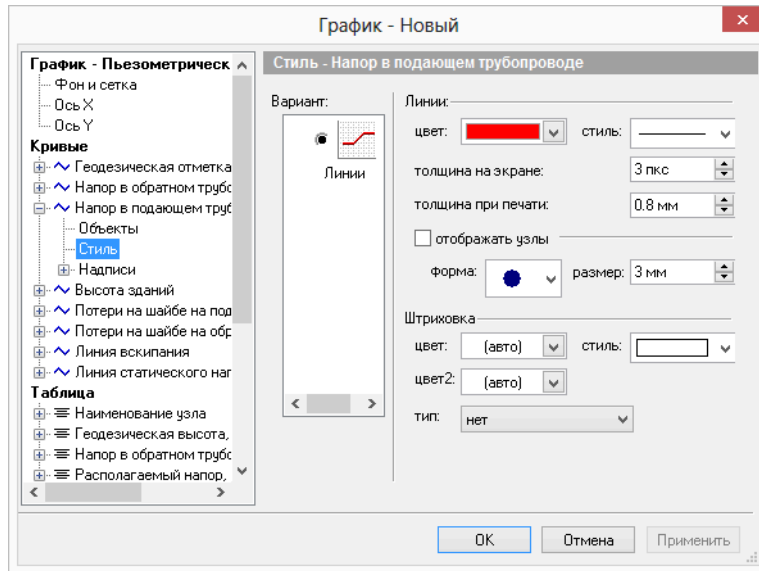 График - Новый
График - Пьезометрическ
Фон и сетка
Ось X
Ось Y
Кривые
Геодезическая отметка
Напор в обратном трубо
Напор в подающем труб
Объекты
Стиль
Надписи
Высота зданий
Потери на шайбе на под
Потери на шайбе на обр
Линия вскипания
Линия статического нап
Таблица
Наименование узла
Геодезическая высота,
Напор в обратном трубо
Располагаемый напор,
Стиль - Напор в подающем трубопроводе
Вариант:
Линии
Линии:
цвет: стиль:
толщина на экране: 3 пкс
толщина при печати: 0.8 мм
отображать узлы
форма: размер: 3 мм
Штриховка
цвет: (авто) стиль:
цвет2: (авто)
тип: нет
OK Отмена Применить